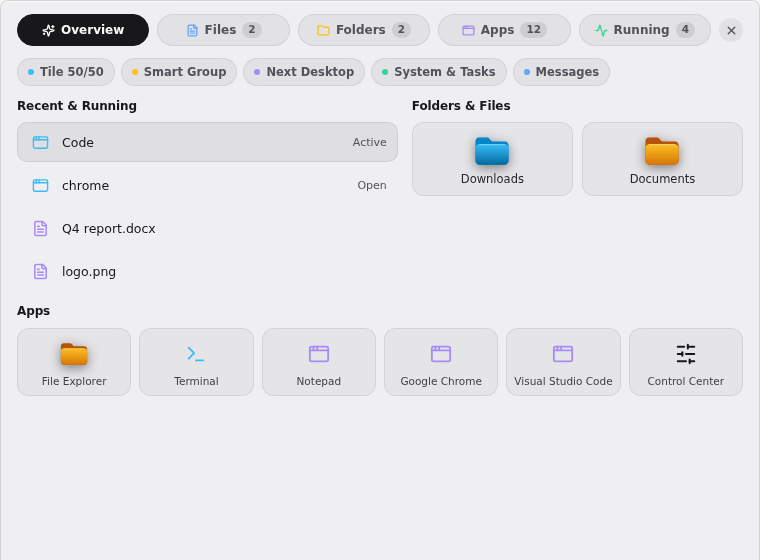 Overview
Files 2
Folders 2
Apps 12
Running 4
Tile 50/50
Smart Group
Next Desktop
System & Tasks
Messages
Recent & Running
Folders & Files
Code Active
chrome Open
Q4 report.docx
logo.png
Downloads
Documents
Apps
File Explorer
Terminal
Notepad
Google Chrome
Visual Studio Code
Control Center